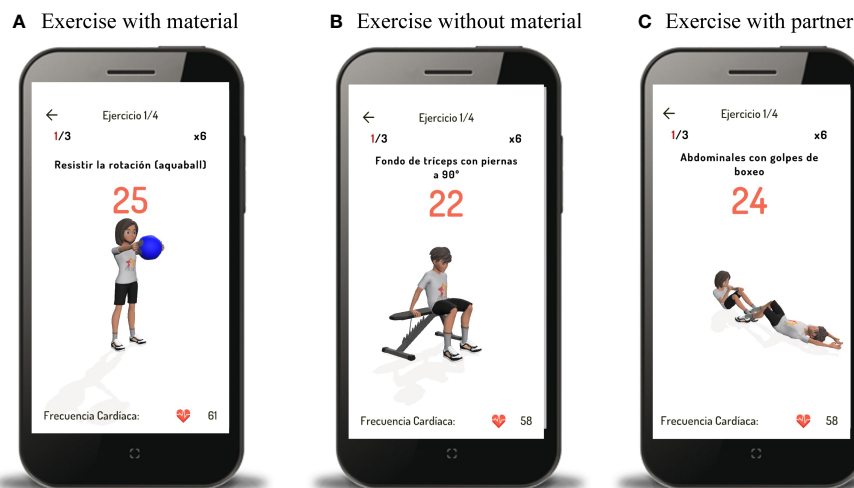 A Exercise with material
Ejercicio 1/4
1/3 x6
Resistir la rotación (aquaball)
25
Frecuencia Cardíaca: 61
B Exercise without material
Ejercicio 1/4
1/3 x6
Fondo de tríceps con piernas
a 90º
22
Frecuencia Cardíaca: 58
C Exercise with partner
Ejercicio 1/4
1/3 x6
Abdominales con golpes de
boxeo
24
Frecuencia Cardíaca: 58